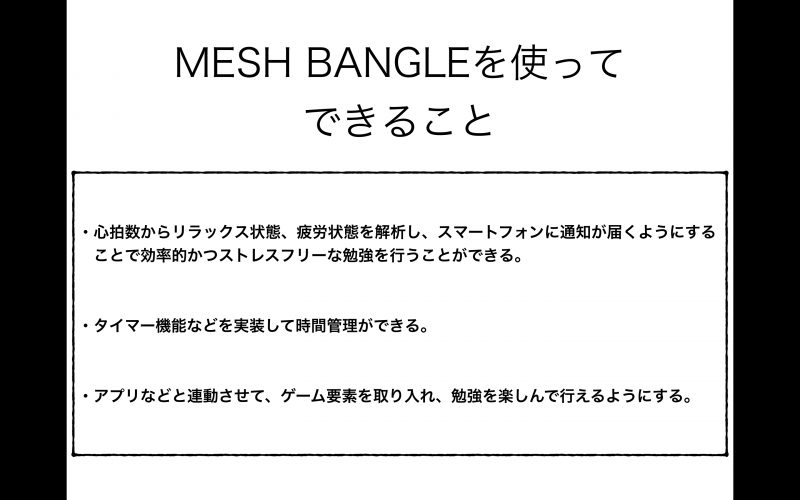 MESH BANGLEを使って
できること
・心拍数からリラックス状態、疲労状態を解析し、スマートフォンに通知が届くようにする
ことで効率的かつストレスフリーな勉強を行うことができる。
・タイマー機能などを実装して時間管理ができる。
・アプリなどと連動させて、ゲーム要素を取り入れ、勉強を楽しんで行えるようにする。